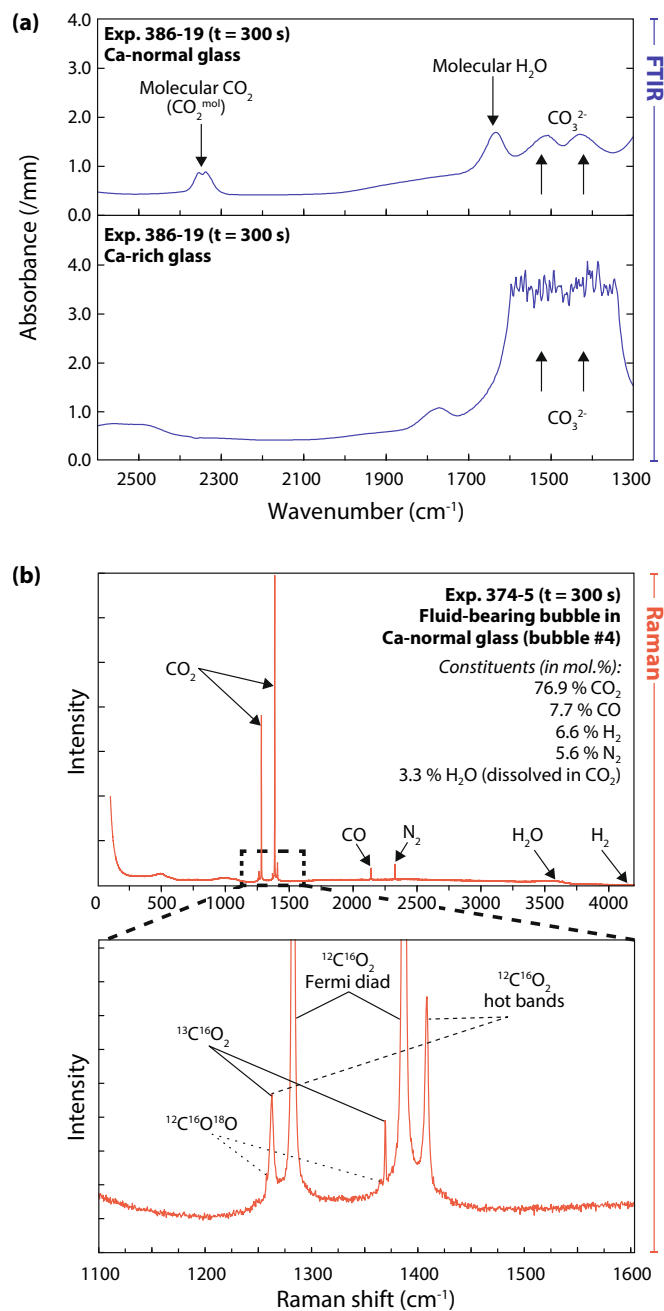 (a)
Exp. 386-19 (t = 300 s)
Ca-normal glass
Molecular CO₂
(CO₂ᵐᵒˡ)
Molecular H₂O
CO₃²⁻
4.0
3.0
2.0
1.0
0.0
Exp. 386-19 (t = 300 s)
Ca-rich glass
CO₃²⁻
4.0
3.0
2.0
1.0
0.0
Absorbance (/mm)
2500
2300
2100
1900
1700
1500
1300
Wavenumber (cm⁻¹)
FTIR
(b)
Exp. 374-5 (t = 300 s)
Fluid-bearing bubble in
Ca-normal glass (bubble #4)
Constituents (in mol.%):
76.9 % CO₂
7.7 % CO
6.6 % H₂
5.6 % N₂
3.3 % H₂O (dissolved in CO₂)
CO₂
CO
N₂
H₂O
H₂
Intensity
0
500
1000
1500
2000
2500
3000
3500
4000
¹²C¹⁶O₂
Fermi diad
¹²C¹⁶O₂
hot bands
¹³C¹⁶O₂
¹²C¹⁶O¹⁸O
Intensity
1100
1200
1300
1400
1500
1600
Raman shift (cm⁻¹)
Raman